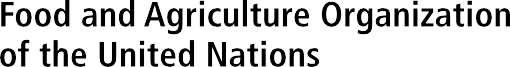 Food and Agriculture Organization
of the United Nations